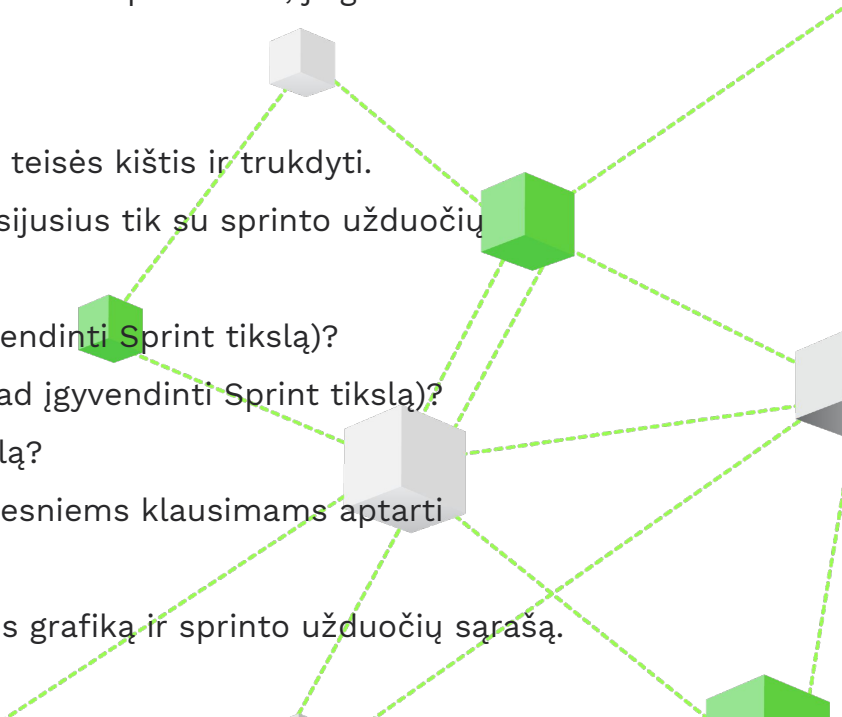 teisės kištis ir trukdyti.
sijusius tik su sprinto užduočių
endinti Sprint tikslą)?
ad įgyvendinti Sprint tikslą)?
lą?
esniems klausimams aptarti
s grafiką ir sprinto užduočių sąrašą.